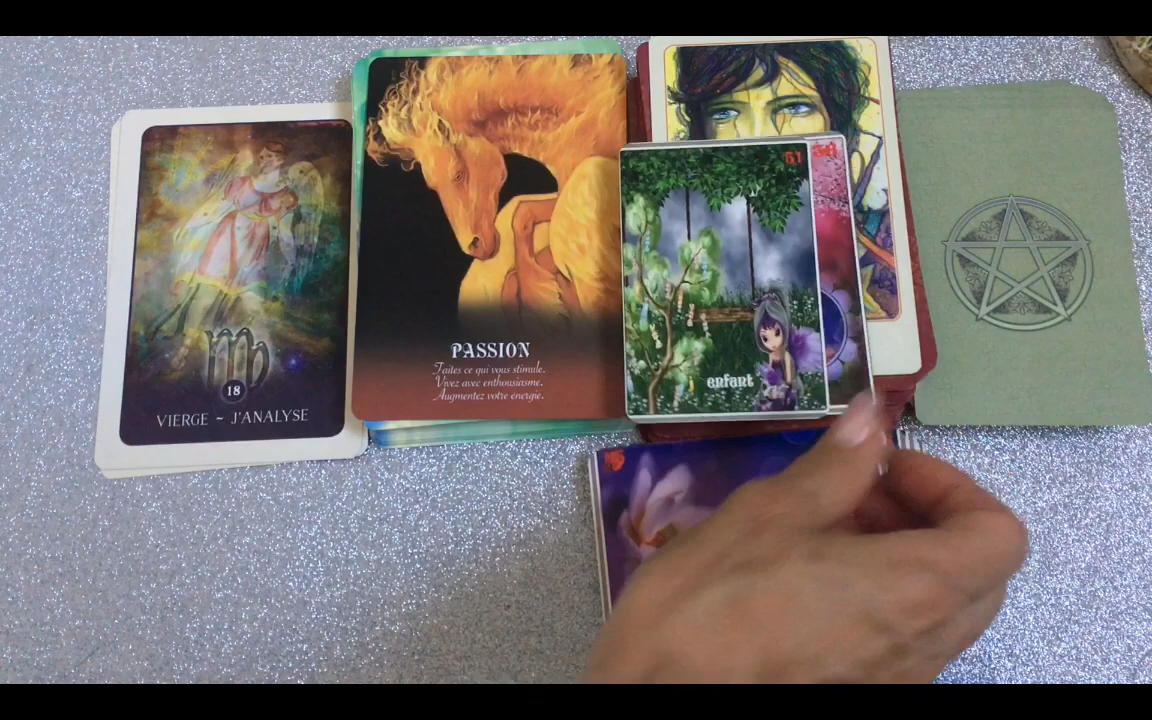 18
VIERGE ~ J'ANALYSE
PASSION
Faites ce qui vous stimule.
Vivez avec enthousiasme.
Augmentez votre énergie.
51
enfant